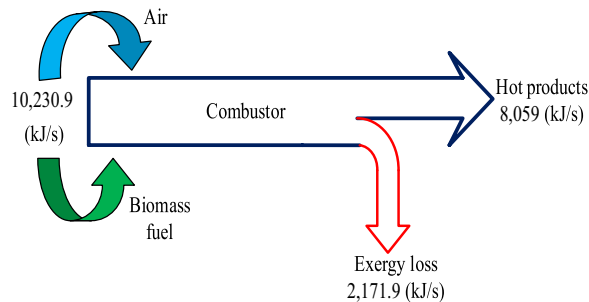 Air
10,230.9
(kJ/s)
Combustor
Hot products
8,059 (kJ/s)
Biomass
fuel
Exergy loss
2,171.9 (kJ/s)